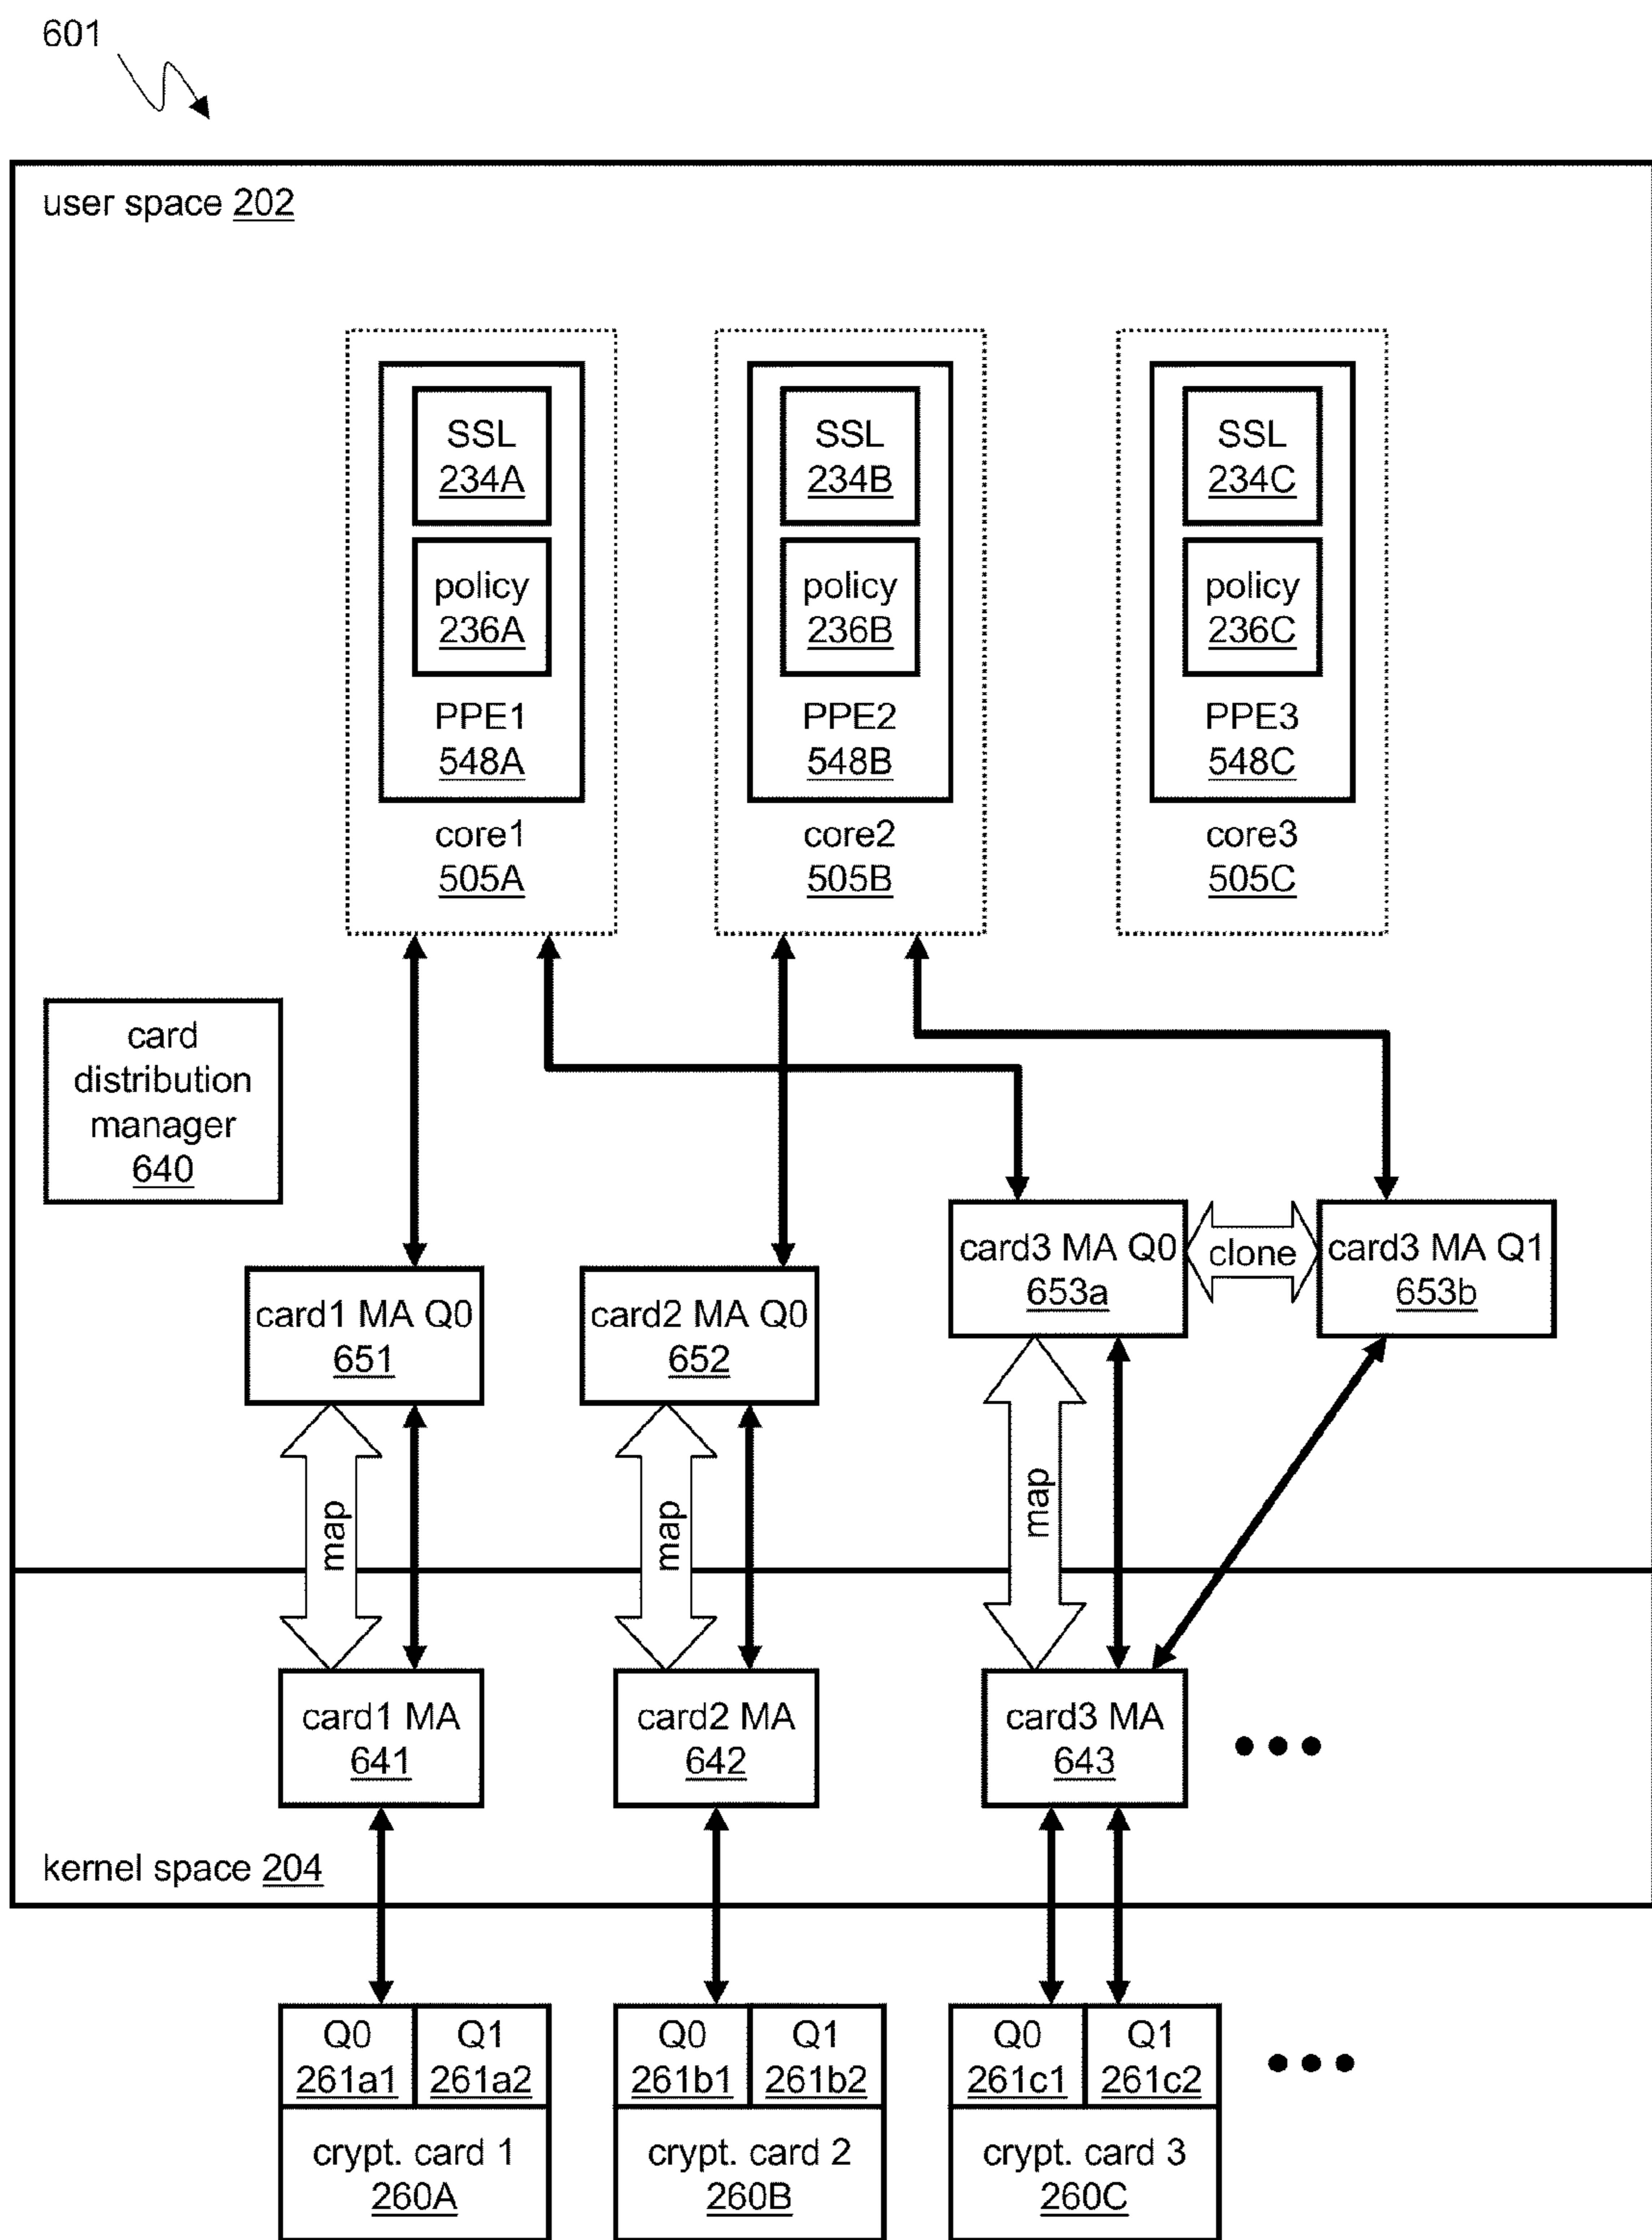 601
user space 202
SSL
234A
policy
236A
PPE1
548A
core1
505A
SSL
234B
policy
236B
PPE2
548B
core2
505B
SSL
234C
policy
236C
PPE3
548C
core3
505C
card
distribution
manager
640
card1 MA Q0
651
card2 MA Q0
652
card3 MA Q0
653a
clone
card3 MA Q1
653b
map
map
map
card1 MA
641
card2 MA
642
card3 MA
643
kernel space 204
Q0
261a1
Q1
261a2
crypt. card 1
260A
Q0
261b1
Q1
261b2
crypt. card 2
260B
Q0
261c1
Q1
261c2
crypt. card 3
260C